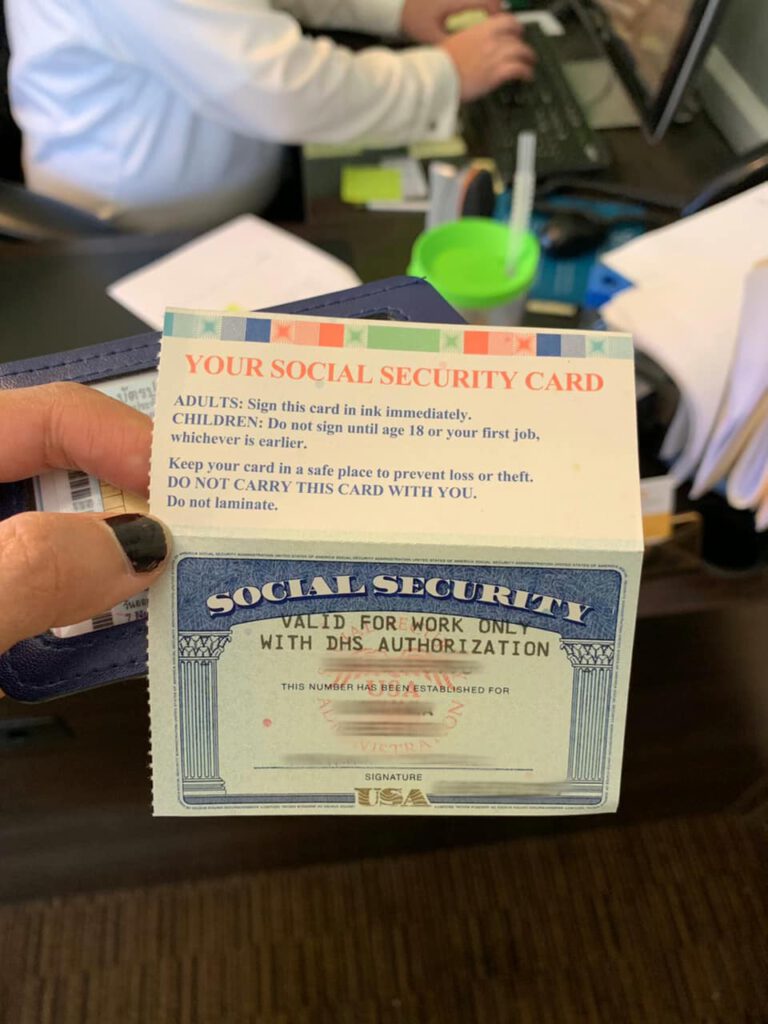 YOUR SOCIAL SECURITY CARD
ADULTS: Sign this card in ink immediately.
CHILDREN: Do not sign until age 18 or your first job,
whichever is earlier.
Keep your card in a safe place to prevent loss or theft.
DO NOT CARRY THIS CARD WITH YOU.
Do not laminate.
SOCIAL SECURITY
VALID FOR WORK ONLY
WITH DHS AUTHORIZATION
USA
THIS NUMBER HAS BEEN ESTABLISHED FOR
SIGNATURE
USA